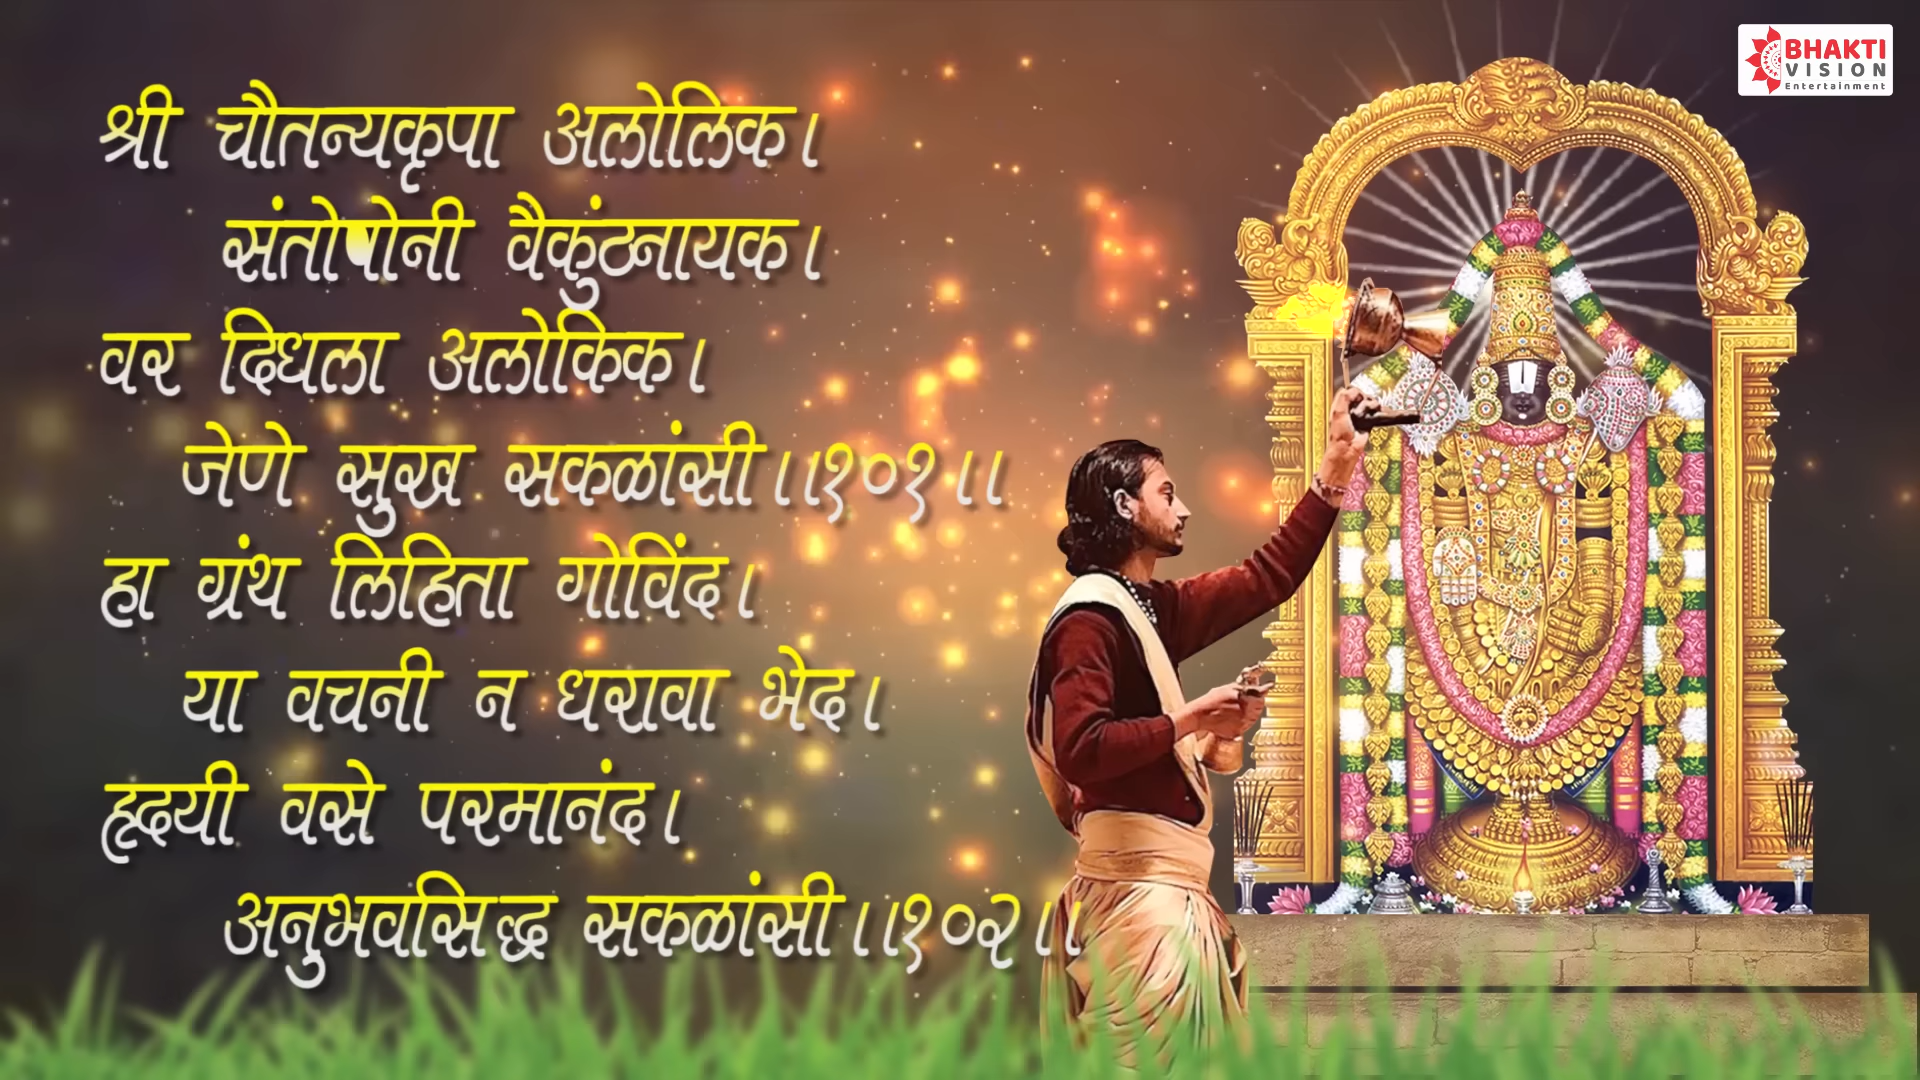 श्री चौतन्यकृपा अलोलिक।
संतोषोनी वैकुंठनायक।
वर दिधला अलोकिक।
जेणे सुख सकळांसी।।१०१।।
हा ग्रंथ लिहिता गोविंद।
या वचनी न धरावा भेद।
हृदयी वसे परमानंद।
अनुभवसिद्ध सकळांसी।।१०२।।
BHAKTI
VISION
Entertainment